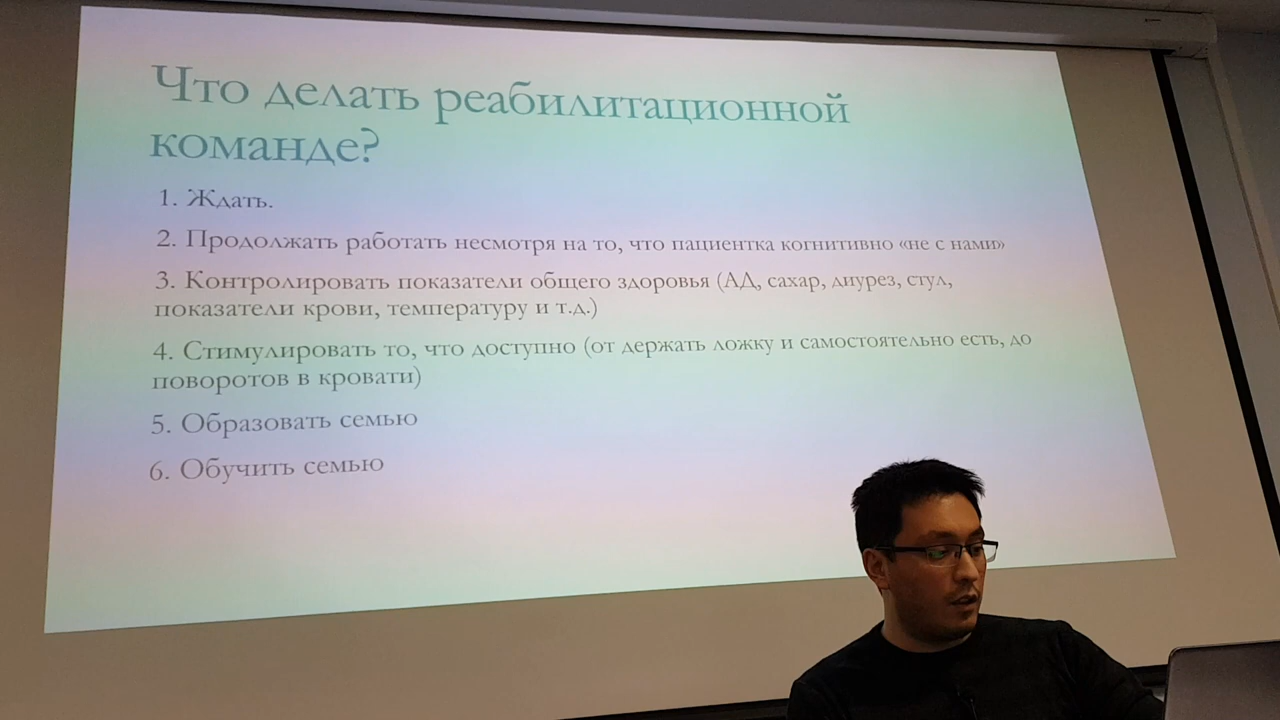 Что делать реабилитационной
команде?
1. Ждать.
2. Продолжать работать несмотря на то, что пациентка когнитивно «не с нами»
3. Контролировать показатели общего здоровья (АД, сахар, диурез, стул,
показатели крови, температуру и т.д.)
4. Стимулировать то, что доступно (от держать ложку и самостоятельно есть, до
поворотов в кровати)
5. Образовать семью
6. Обучить семью